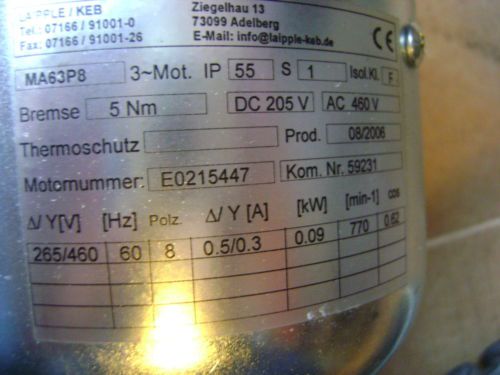 LAIPPLE / KEB
Tel.: 07166 / 91001-0
Fax: 07166 / 91001-26
Ziegelhau 13
73099 Adelberg
E-Mail: info@laipple-keb.de
CE
MA63P8 3~Mot. IP 55 S 1 Isol.Kl. F
Bremse 5 Nm DC 205 V AC 460 V
Thermoschutz Prod. 08/2006
Motornummer: E0215447 Kom. Nr. 59231
Δ/ Y[V] [Hz] Polz. Δ/ Y [A] [kW] [min-1] cos
265/460 60 8 0.5/0.3 0.09 770 0.62